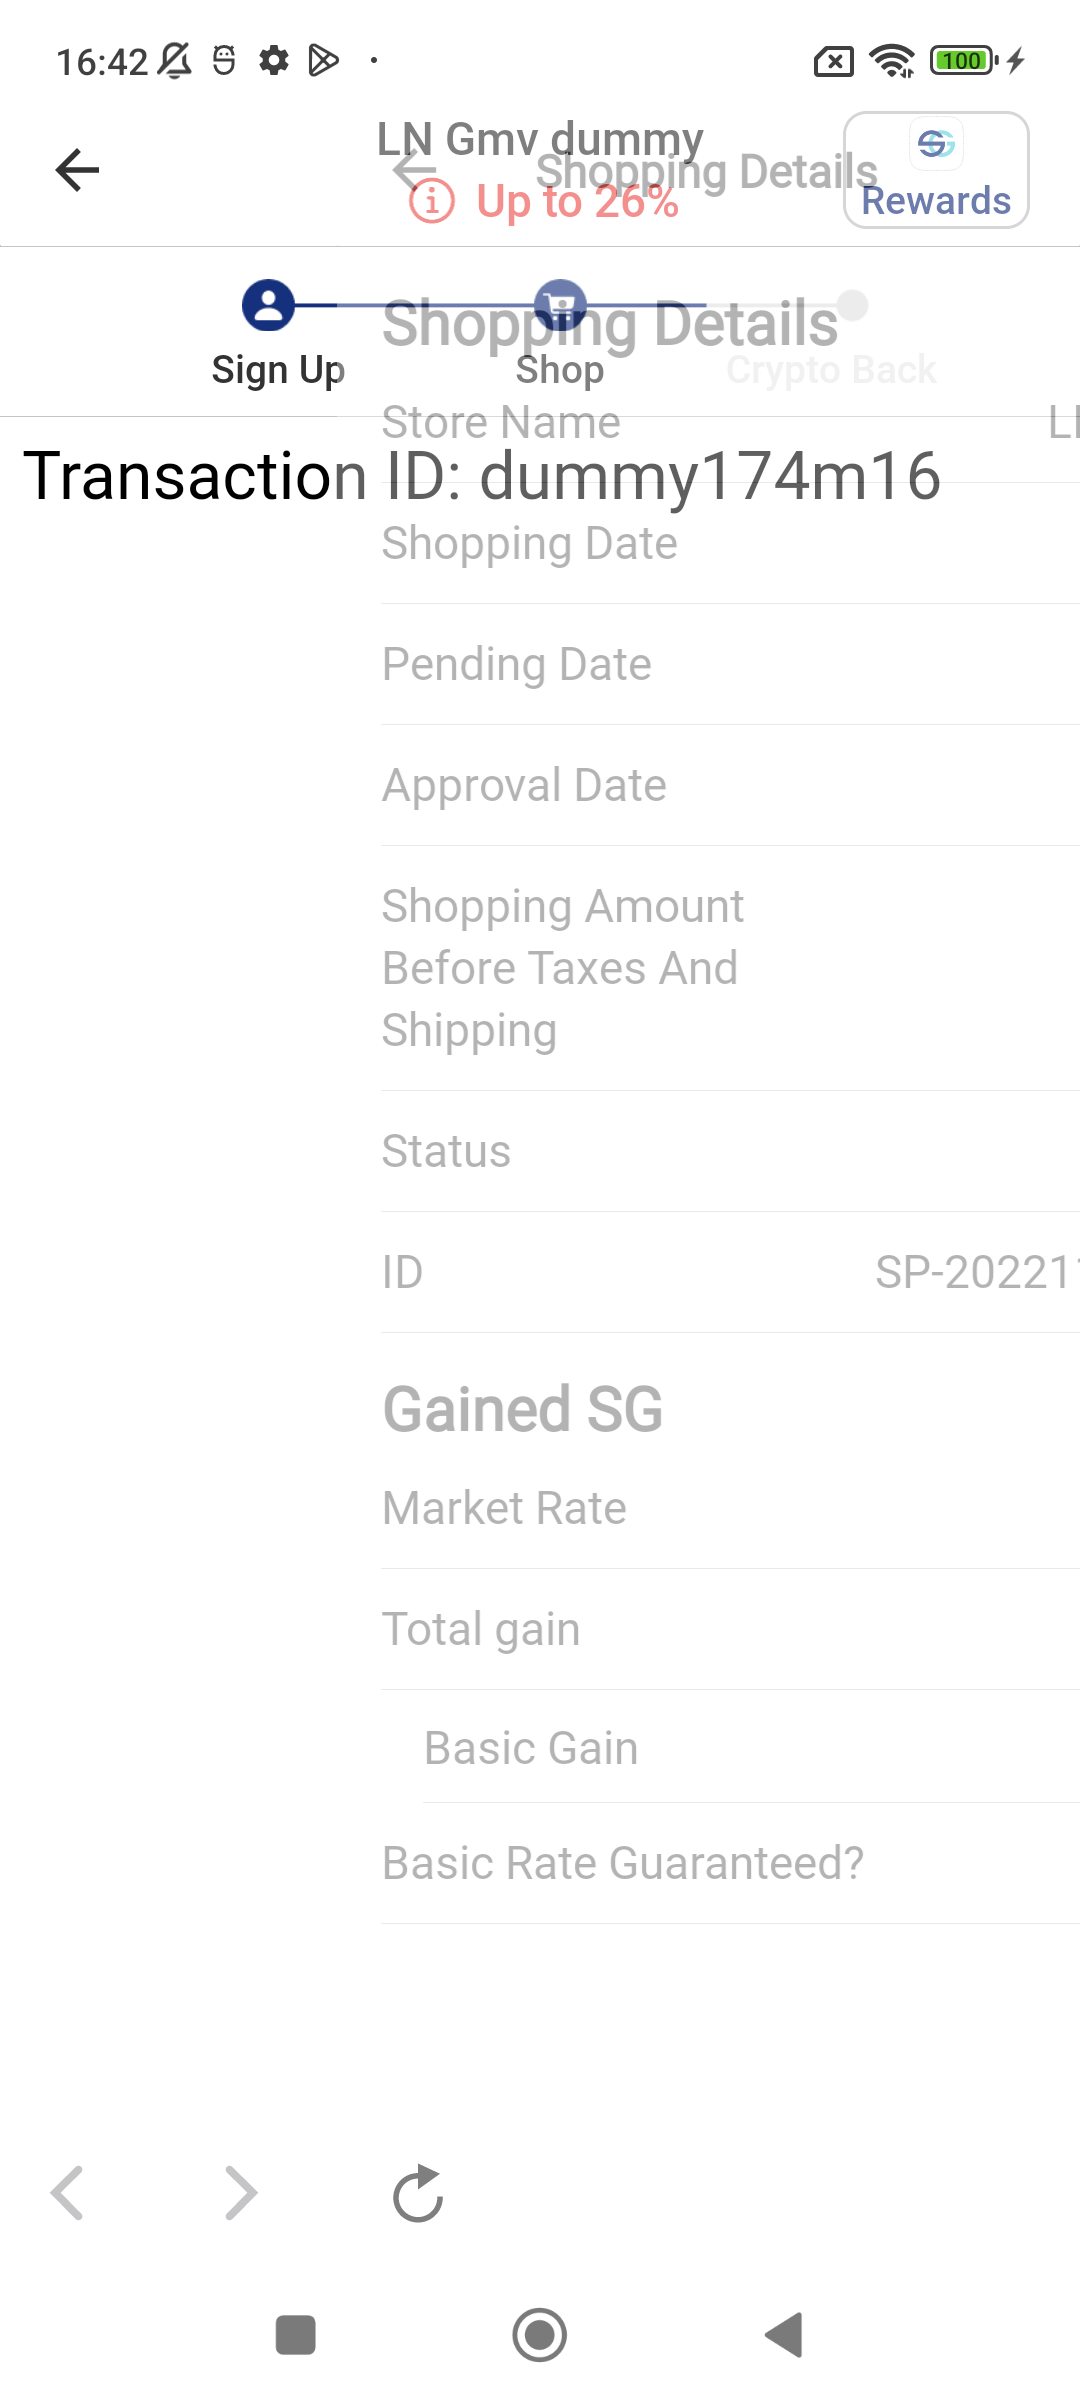 16:42
100
LN Gmv dummy
Shopping Details
Up to 26%
Rewards
Shopping Details
Sign Up
Shop
Crypto Back
Store Name
Transaction ID: dummy174m16
Shopping Date
Pending Date
Approval Date
Shopping Amount
Before Taxes And
Shipping
Status
ID SP-20221
Gained SG
Market Rate
Total gain
Basic Gain
Basic Rate Guaranteed?